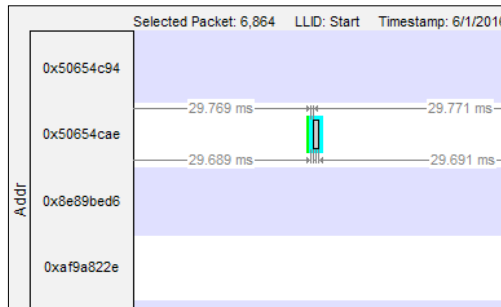 Selected Packet: 6,864 LLID: Start Timestamp: 6/1/2016
0x50654c94
29.769 ms 29.771 ms
0x50654cae
29.689 ms 29.691 ms
Addr
0x8e89bed6
0xaf9a822e